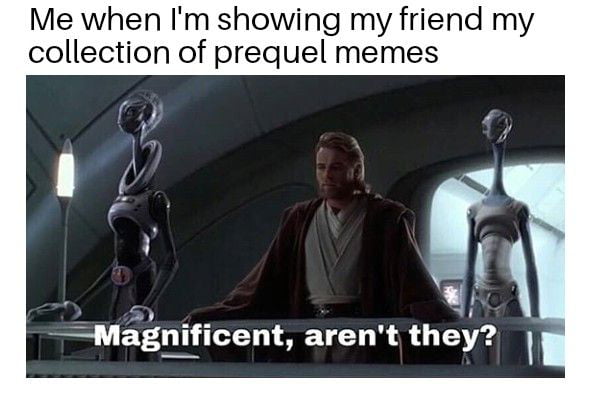 Me when I'm showing my friend my
collection of prequel memes
Magnificent, aren't they?